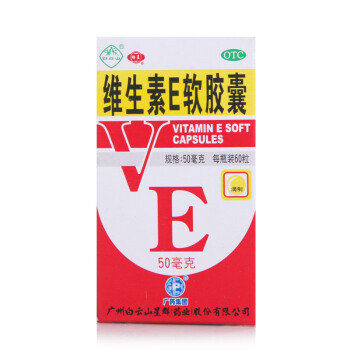 OTC
维生素E软胶囊
VITAMIN E SOFT
CAPSULES
规格:50毫克 每瓶装60粒
VE
50毫克
广药集团
广州白云山星群(药业)股份有限公司